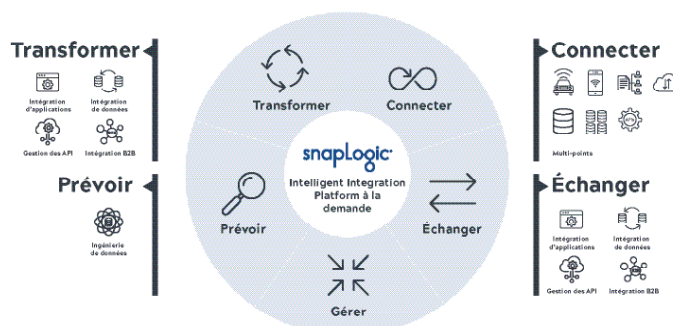 Transformer
Intégration
d'applications
Intégration
de données
Gestion des API
Intégration B2B
Prévoir
Ingénierie
de données
Transformer
Connecter
snapLogic
Intelligent Integration
Platform à la
demande
Prévoir
Échanger
Gérer
Connecter
Multi-points
Échanger
Intégration
d'applications
Intégration
de données
Gestion des API
Intégration B2B